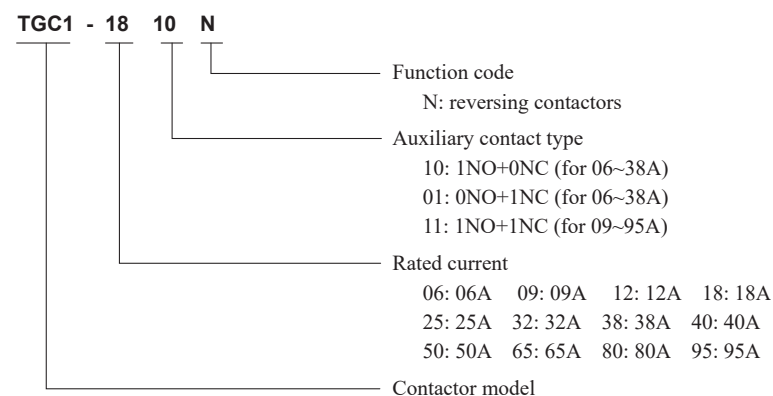 TGC1 - 18 10 N
Function code
N: reversing contactors
Auxiliary contact type
10: 1NO+0NC (for 06~38A)
01: 0NO+1NC (for 06~38A)
11: 1NO+1NC (for 09~95A)
Rated current
06: 06A 09: 09A 12: 12A 18: 18A
25: 25A 32: 32A 38: 38A 40: 40A
50: 50A 65: 65A 80: 80A 95: 95A
Contactor model